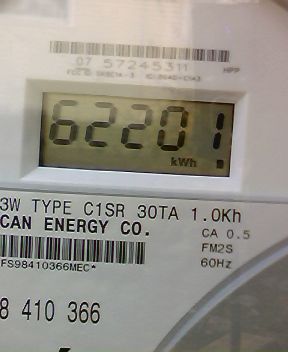 07 57245311
HPP
62201
kWh
3W TYPE C1SR 30TA 1.0Kh
CAN ENERGY CO.
CA 0.5
FM2S
60Hz
FS98410366MEC*
8 410 366